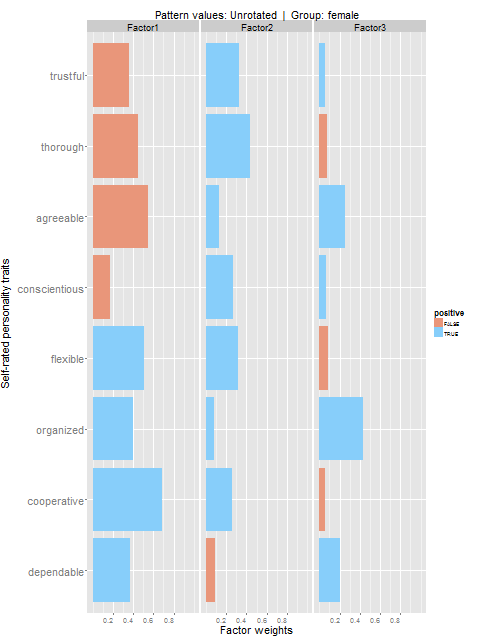 Pattern values: Unrotated | Group: female
Factor1 Factor2 Factor3
trustful
thorough
agreeable
conscientious
flexible
organized
cooperative
dependable
Self-rated personality traits
0.2 0.4 0.6 0.8 0.2 0.4 0.6 0.8 0.2 0.4 0.6 0.8
Factor weights
positive
FALSE
TRUE